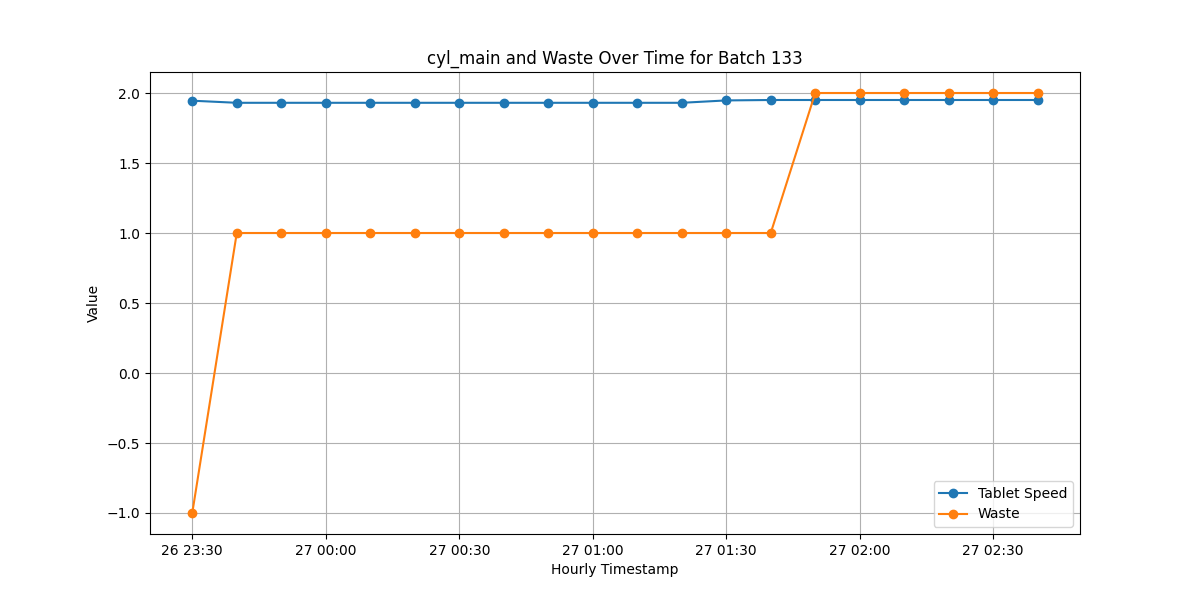 cyl_main and Waste Over Time for Batch 133
Value
2.0
1.5
1.0
0.5
0.0
−0.5
−1.0
Tablet Speed
Waste
26 23:30 27 00:00 27 00:30 27 01:00 27 01:30 27 02:00 27 02:30
Hourly Timestamp